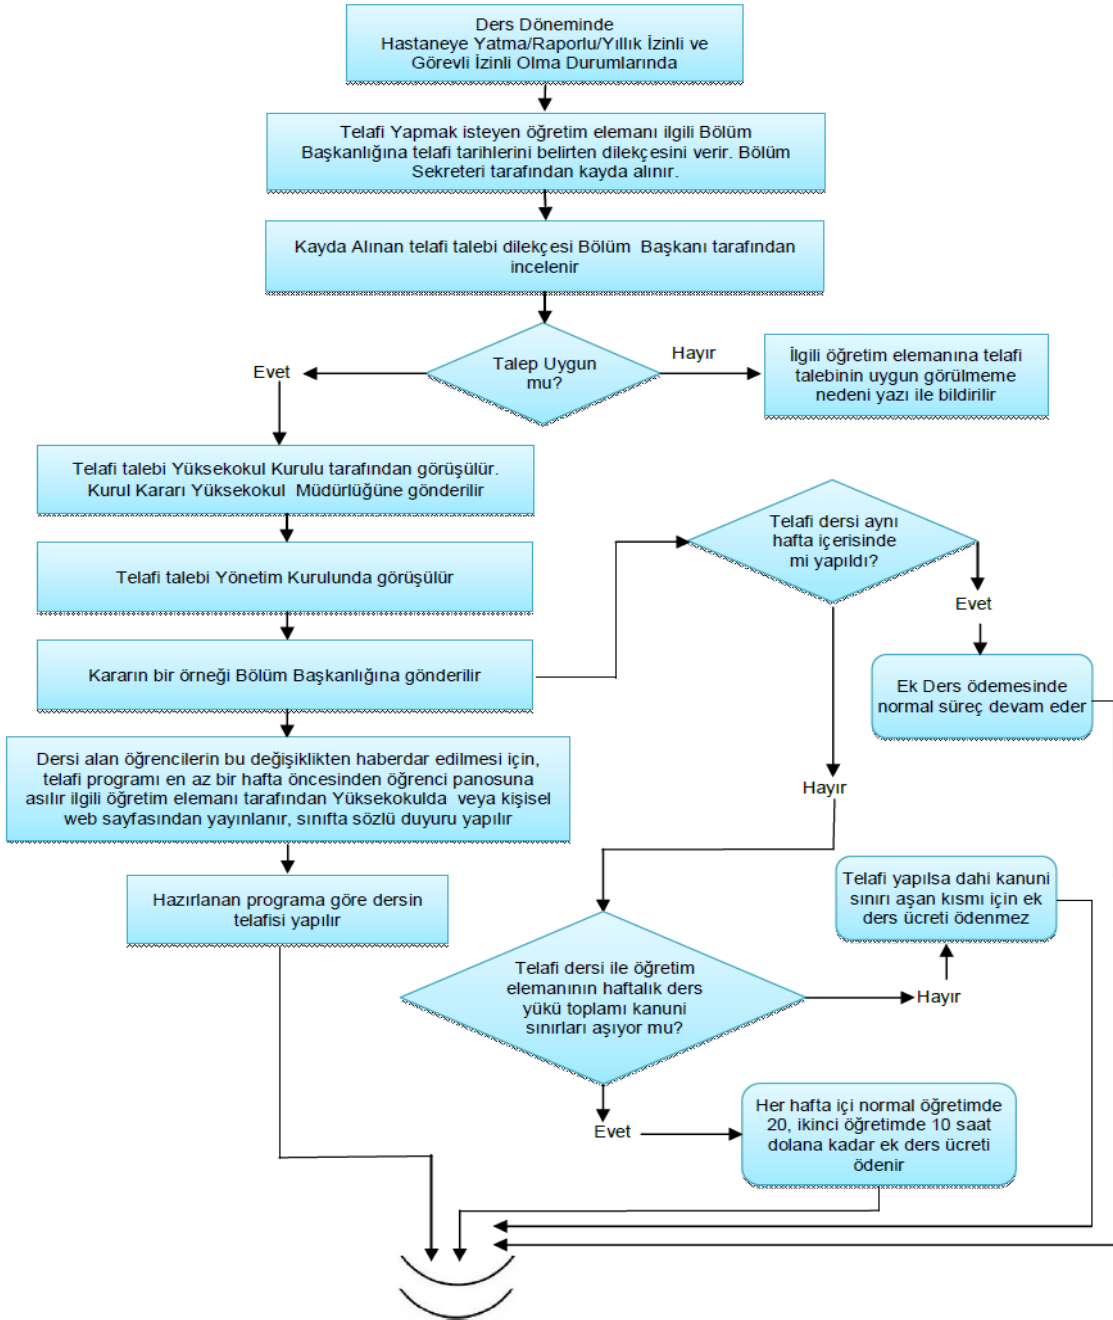 Ders Döneminde
Hastaneye Yatma/Raporlu/Yıllık İzinli ve
Görevli İzinli Olma Durumlarında
Telafi Yapmak isteyen öğretim elemanı ilgili Bölüm
Başkanlığına telafi tarihlerini belirten dilekçesini verir. Bölüm
Sekreteri tarafından kayda alınır.
Kayda Alınan telafi talebi dilekçesi Bölüm Başkanı tarafından
incelenir
Talep Uygun
mu?
Hayır
İlgili öğretim elemanına telafi
talebinin uygun görülmeme
nedeni yazı ile bildirilir
Evet
Telafi talebi Yüksekokul Kurulu tarafından görüşülür.
Kurul Kararı Yüksekokul Müdürlüğüne gönderilir
Telafi talebi Yönetim Kurulunda görüşülür
Kararın bir örneği Bölüm Başkanlığına gönderilir
Telafi dersi aynı
hafta içerisinde
mi yapıldı?
Evet
Ek Ders ödemesinde
normal süreç devam eder
Hayır
Dersi alan öğrencilerin bu değişiklikten haberdar edilmesi için,
telafi programı en az bir hafta öncesinden öğrenci panosuna
asılır ilgili öğretim elemanı tarafından Yüksekokulda veya kişisel
web sayfasından yayınlanır, sınıfta sözlü duyuru yapılır
Hazırlanan programa göre dersin
telafisi yapılır
Telafi yapılsa dahi kanuni
sınırı aşan kısmı için ek
ders ücreti ödenmez
Telafi dersi ile öğretim
elemanının haftalık ders
yükü toplamı kanuni
sınırları aşıyor mu?
Hayır
Evet
Her hafta içi normal öğretimde
20, ikinci öğretimde 10 saat
dolana kadar ek ders ücreti
ödenir